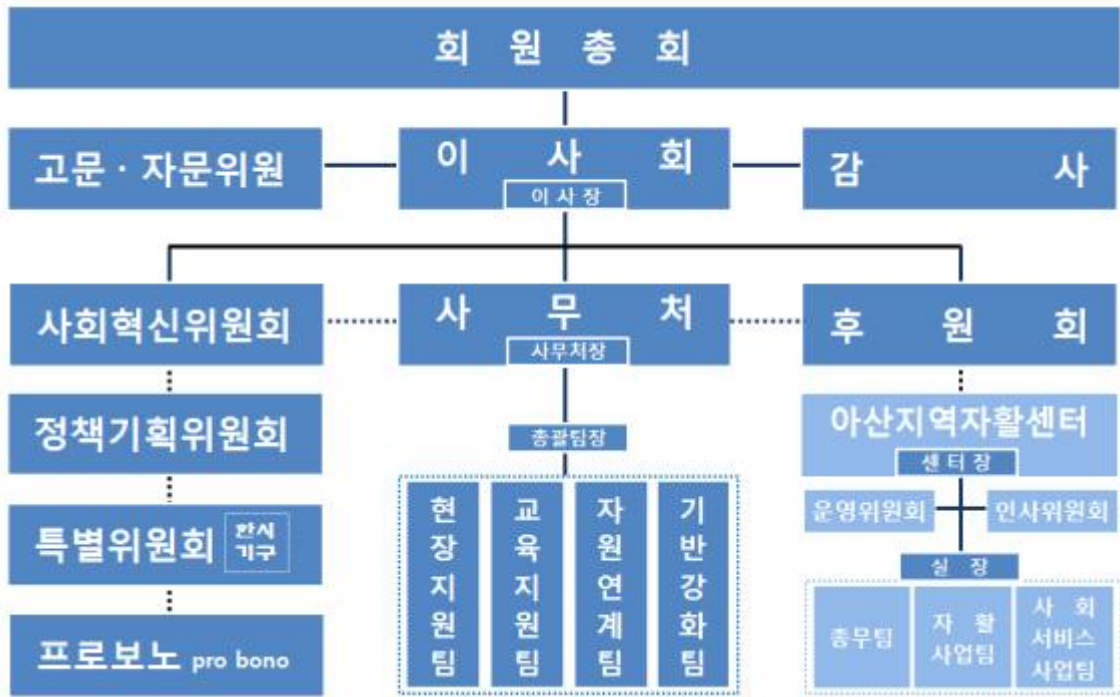 회 원 총 회
고문 · 자문위원
이 사 회
이 사 장
감 사
사회혁신위원회
사 무 처
사무처장
후 원 회
정책기획위원회
총괄팀장
아산지역자활센터
센 터 장
운영위원회
인사위원회
특별위원회
한시
기구
실 장
현장지원팀
교육지원팀
자원연계팀
기반강화팀
총무팀
자 활
사업팀
사 회
서비스
사업팀
프로보노 pro bono